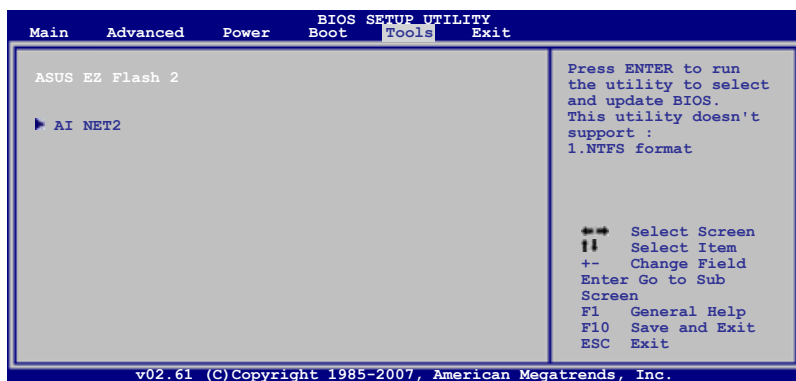 BIOS SETUP UTILITY
Main Advanced Power Boot Tools Exit
ASUS EZ Flash 2
AI NET2
Press ENTER to run
the utility to select
and update BIOS.
This utility doesn't
support :
1.NTFS format
Select Screen
Select Item
+- Change Field
Enter Go to Sub
Screen
F1 General Help
F10 Save and Exit
ESC Exit
v02.61 (C)Copyright 1985-2007, American Megatrends, Inc.